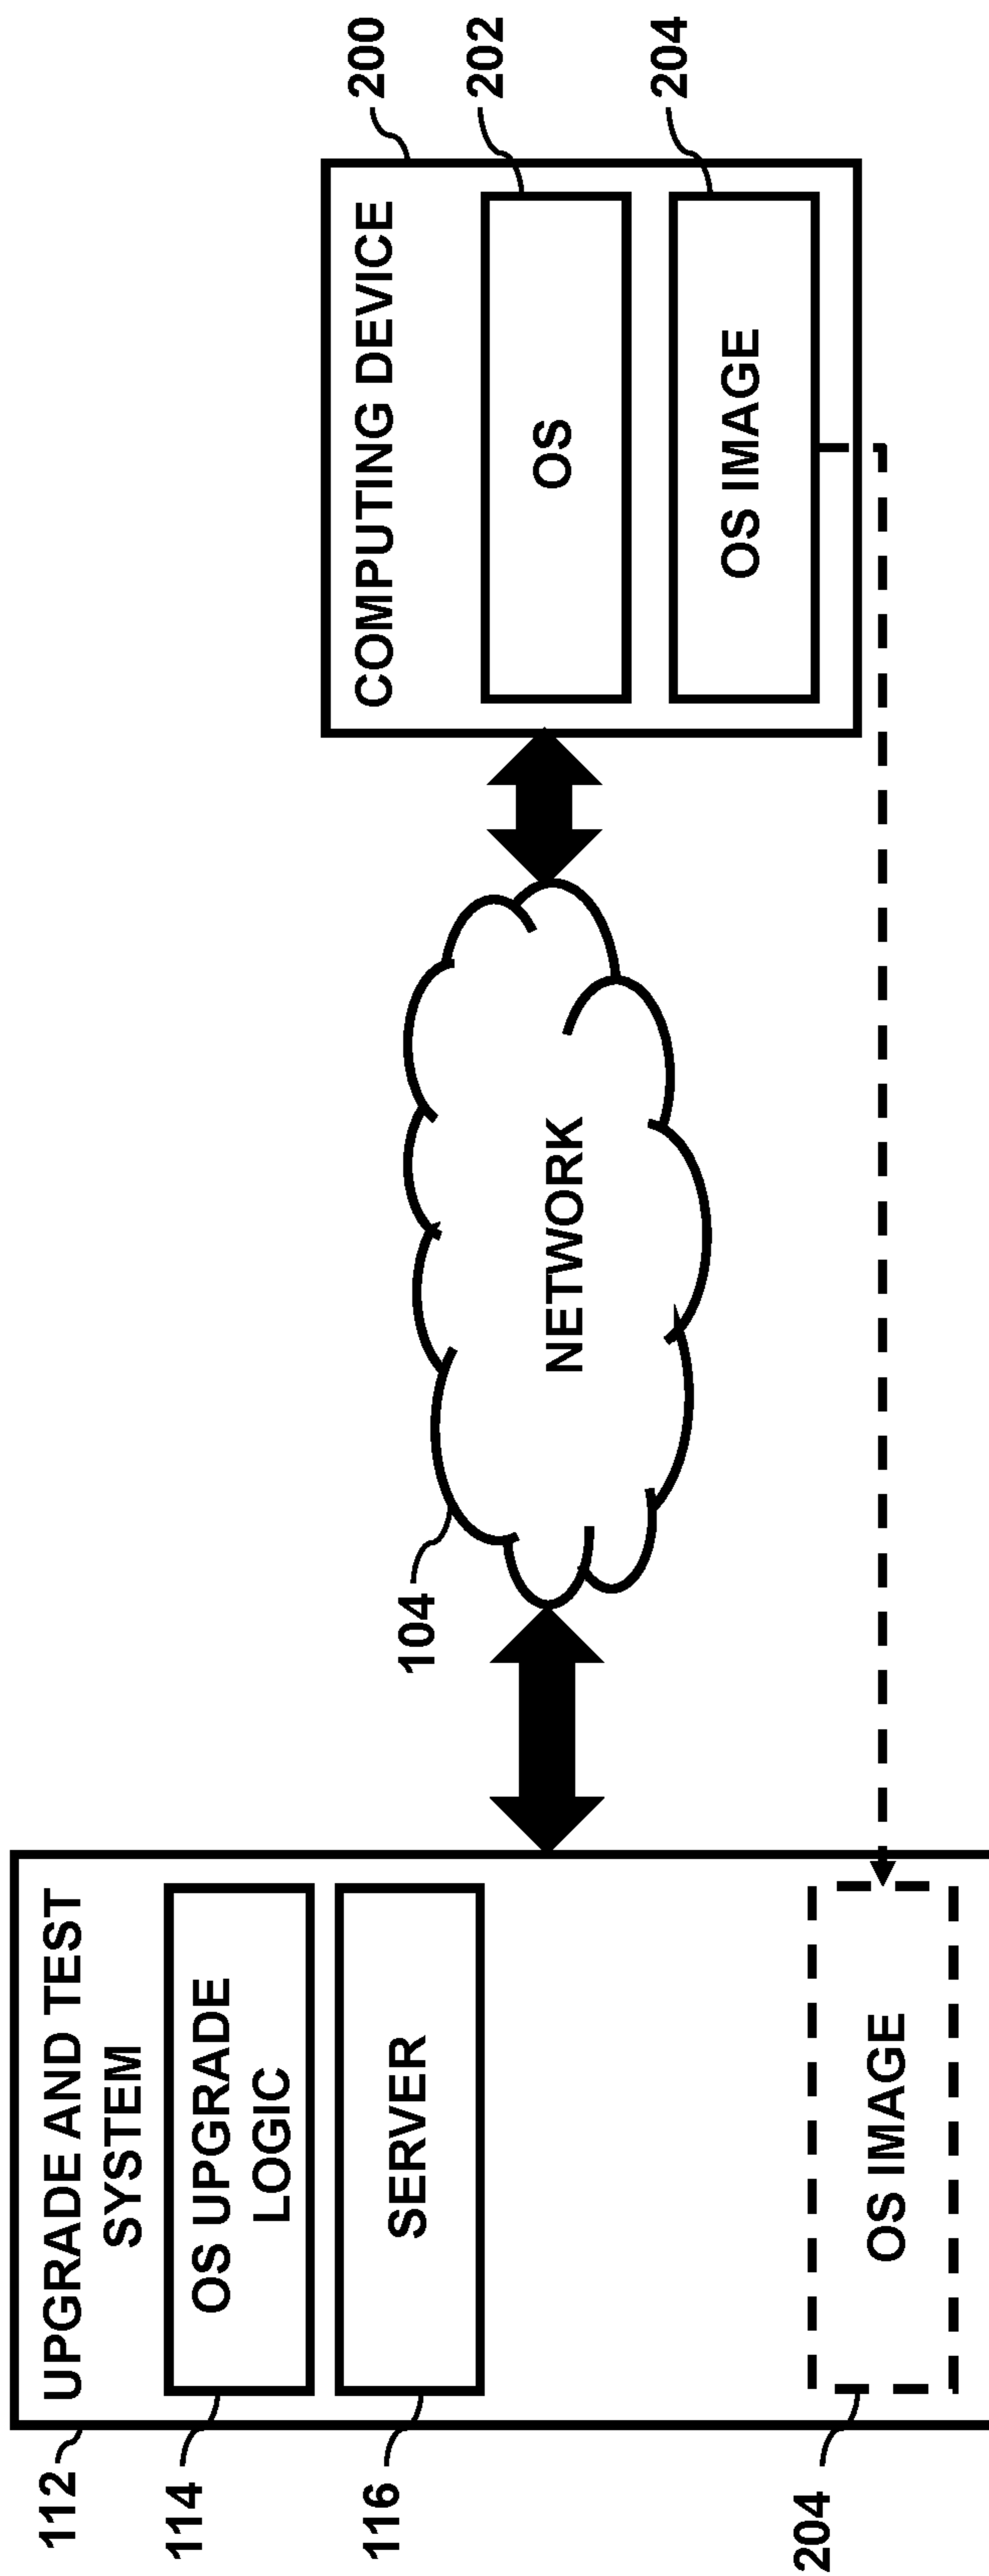 112
UPGRADE AND TEST
SYSTEM
114
OS UPGRADE
LOGIC
116
SERVER
204
OS IMAGE
104
NETWORK
200
COMPUTING DEVICE
202
OS
204
OS IMAGE